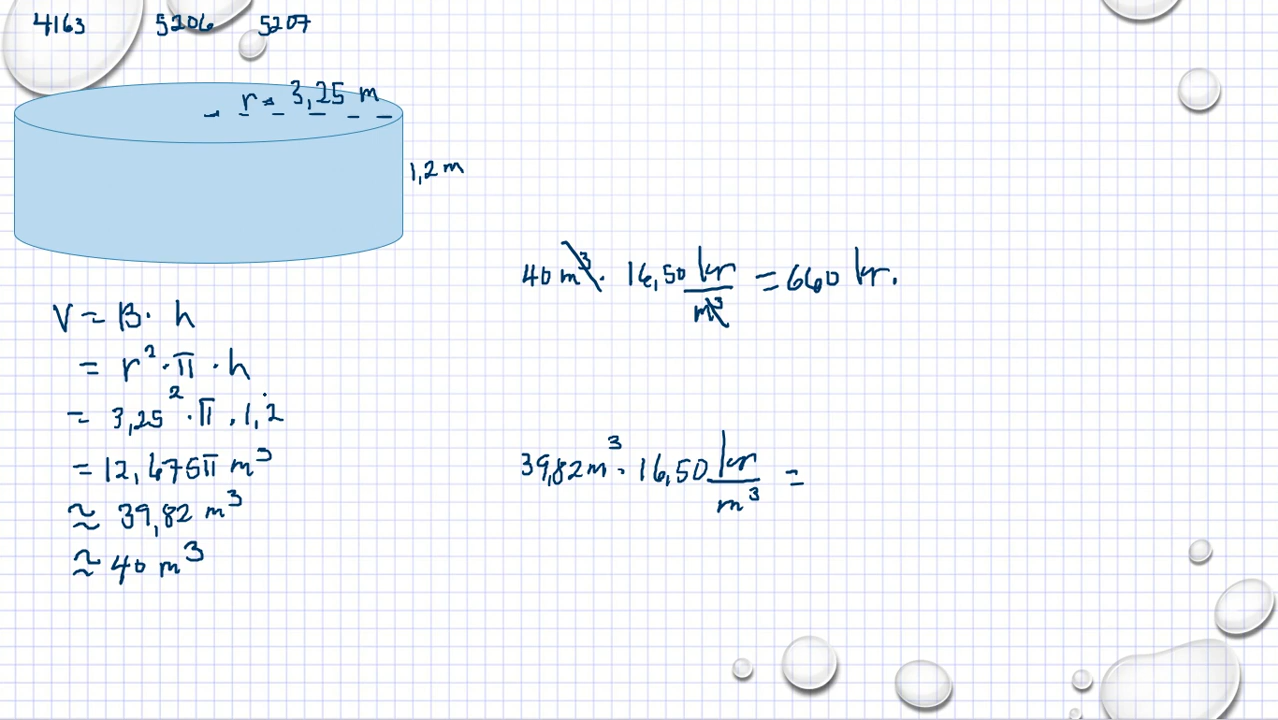 4163 5206 5207
r = 3,25 m
1,2 m
V = B · h
= r² · π · h
= 3,25² · π · 1,2
= 12,675π m³
≈ 39,82 m³
≈ 40 m³
40 m³ · 16,50 kr/m³ = 660 kr.
39,82 m³ · 16,50 kr/m³ =